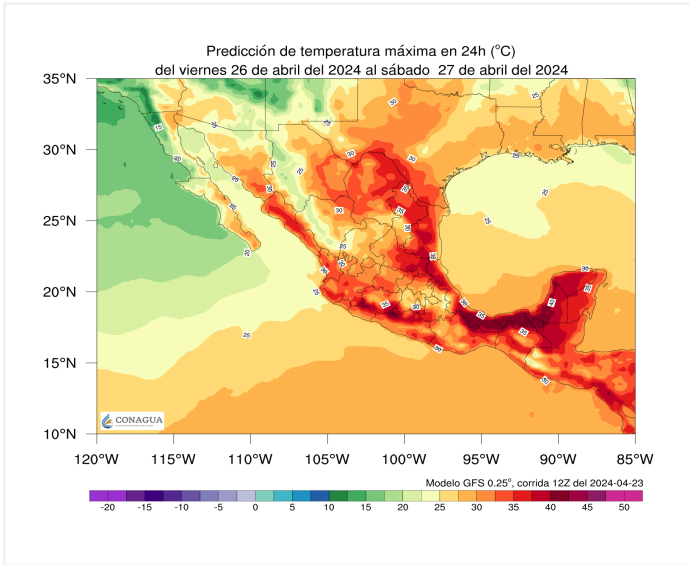 Predicción de temperatura máxima en 24h (°C)
del viernes 26 de abril del 2024 al sábado 27 de abril del 2024
35°N
30°N
25°N
20°N
15°N
10°N
120°W 115°W 110°W 105°W 100°W 95°W 90°W 85°W
CONAGUA
Modelo GFS 0.25°, corrida 12Z del 2024-04-23
-20 -15 -10 -5 0 5 10 15 20 25 30 35 40 45 50